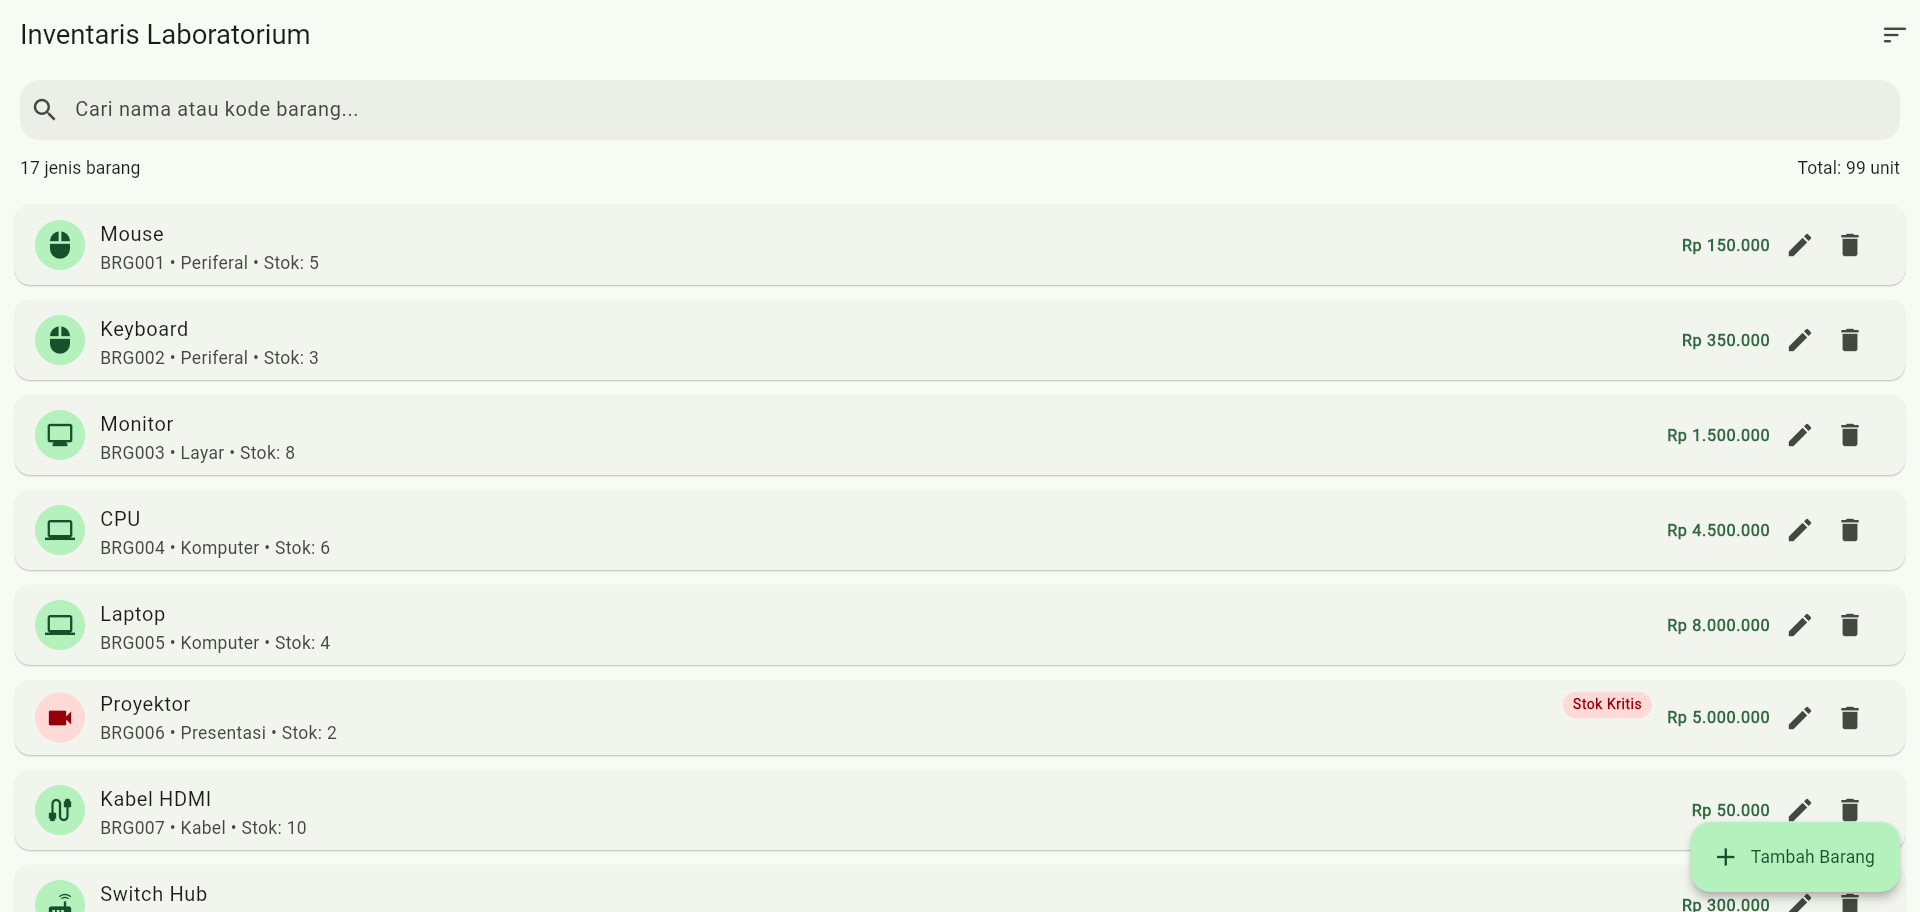 Inventaris Laboratorium
Cari nama atau kode barang...
17 jenis barang
Total: 99 unit
Mouse
BRG001 • Periferal • Stok: 5
Rp 150.000
Keyboard
BRG002 • Periferal • Stok: 3
Rp 350.000
Monitor
BRG003 • Layar • Stok: 8
Rp 1.500.000
CPU
BRG004 • Komputer • Stok: 6
Rp 4.500.000
Laptop
BRG005 • Komputer • Stok: 4
Rp 8.000.000
Proyektor
BRG006 • Presentasi • Stok: 2
Stok Kritis
Rp 5.000.000
Kabel HDMI
BRG007 • Kabel • Stok: 10
Rp 50.000
Tambah Barang
Switch Hub
Rp 300.000